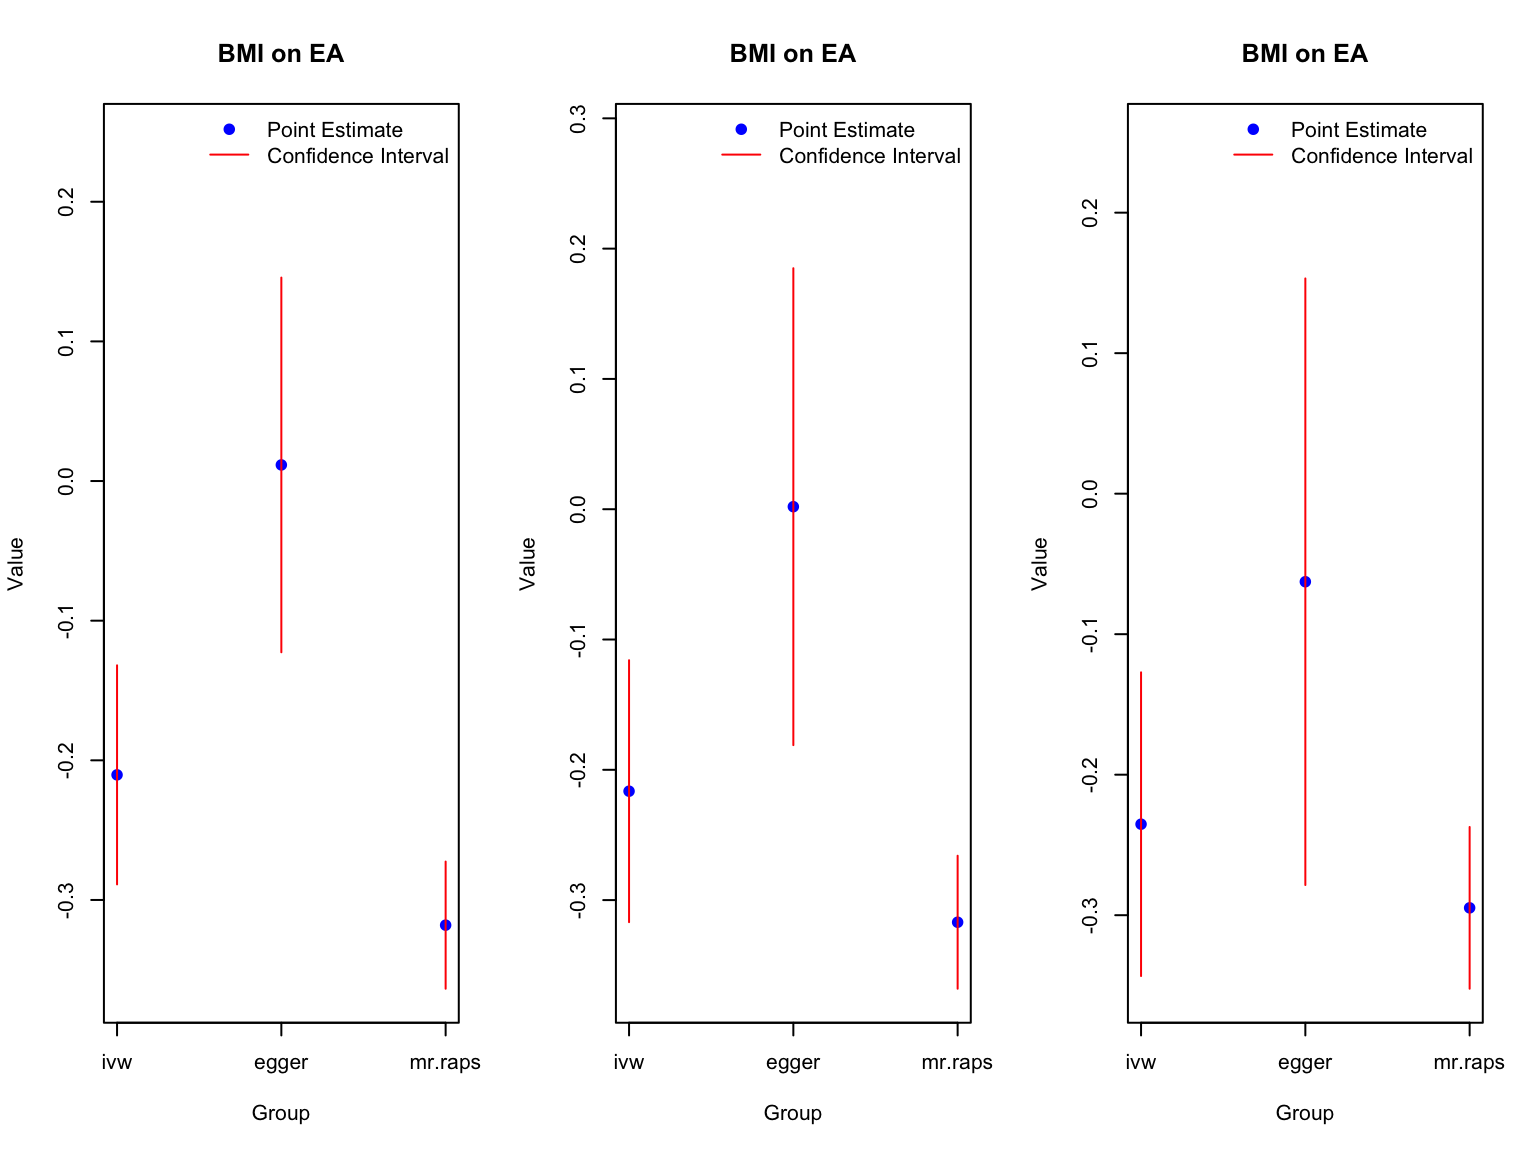 BMI on EA
Point Estimate
Confidence Interval
0.2
0.1
0.0
-0.1
-0.2
-0.3
Value
ivw egger mr.raps
Group
BMI on EA
Point Estimate
Confidence Interval
0.3
0.2
0.1
0.0
-0.1
-0.2
-0.3
Value
ivw egger mr.raps
Group
BMI on EA
Point Estimate
Confidence Interval
0.2
0.1
0.0
-0.1
-0.2
-0.3
Value
ivw egger mr.raps
Group